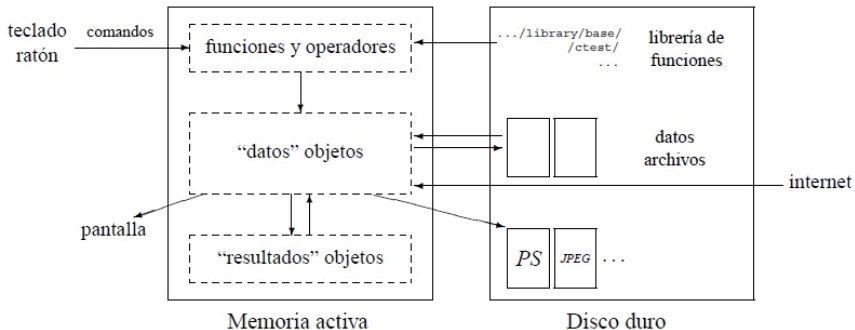 teclado
ratón
comandos
funciones y operadores
.../library/base/
/ctest/
...
librería de
funciones
“datos” objetos
datos
archivos
internet
pantalla
“resultados” objetos
PS
JPEG
...
Memoria activa
Disco duro